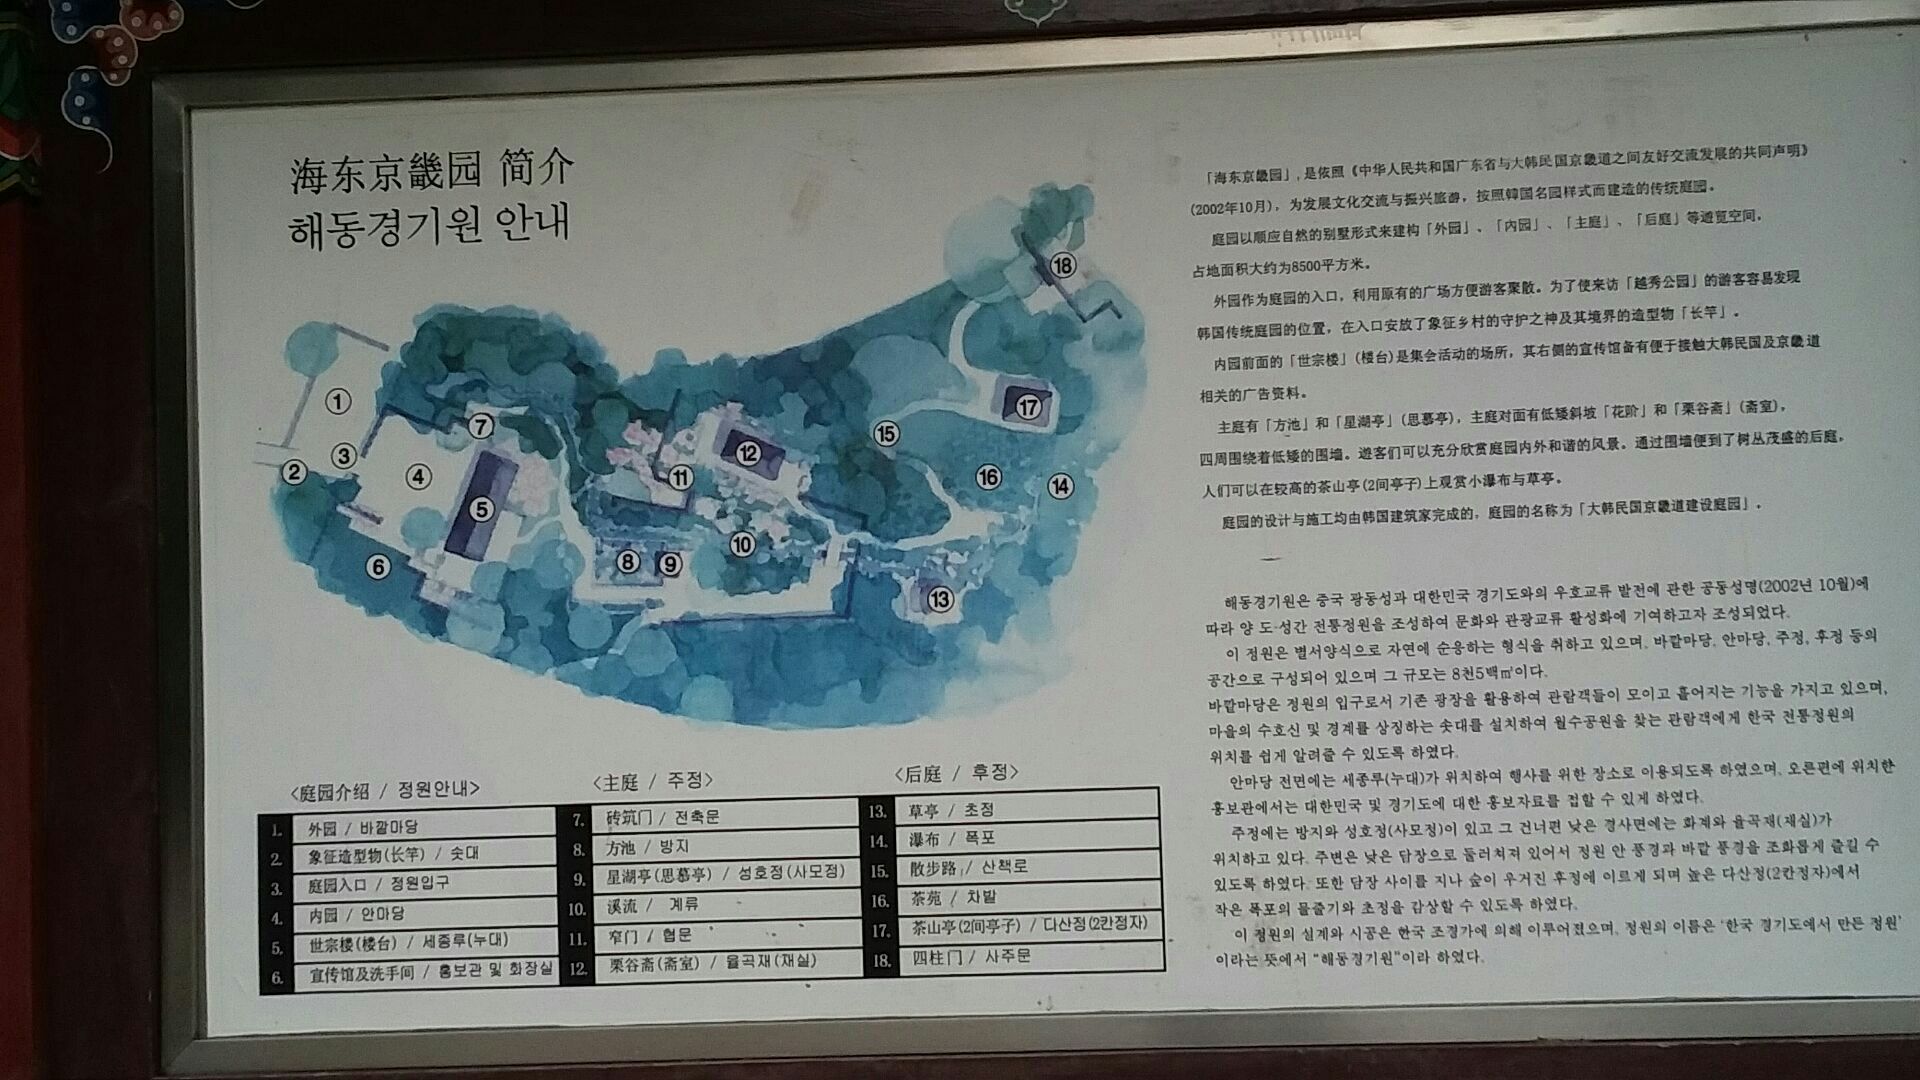 海东京畿园 简介
해동경기원 안내
①
②
③
④
⑤
⑥
⑦
⑧
⑨
⑩
⑪
⑫
⑬
⑭
⑮
⑯
⑰
⑱
<庭园介绍 / 정원안내>
1. 外园 / 바깥마당
2. 象征造型物(长竿) / 솟대
3. 庭园入口 / 정원입구
4. 内园 / 안마당
5. 世宗楼(楼台) / 세종루(누대)
6. 宣传馆及洗手间 / 홍보관 및 화장실
<主庭 / 주정>
7. 砖筑门 / 전축문
8. 方池 / 방지
9. 星湖亭(思慕亭) / 성호정(사모정)
10. 溪流 / 계류
11. 窄门 / 협문
12. 栗谷斋(斋室) / 율곡재(재실)
<后庭 / 후정>
13. 草亭 / 초정
14. 瀑布 / 폭포
15. 散步路 / 산책로
16. 茶苑 / 차밭
17. 茶山亭(2间亭子) / 다산정(2칸정자)
18. 四柱门 / 사주문
「海东京畿园」, 是依照《中华人民共和国广东省与大韩民国京畿道之间友好交流发展的共同声明》
(2002年10月), 为发展文化交流与振兴旅游, 按照韩国名园样式而建造的传统庭园。
庭园以顺应自然的别墅形式来建构「外园」、「内园」、「主庭」、「后庭」等遊览空间,
占地面积大约为8500平方米。
外园作为庭园的入口, 利用原有的广场方便游客聚散。为了使来访「越秀公园」的游客容易发现
韩国传统庭园的位置, 在入口安放了象征乡村的守护之神及其境界的造型物「长竿」。
内园前面的「世宗楼」(楼台)是集会活动的场所, 其右侧的宣传馆备有便于接触大韩民国及京畿道
相关的广告资料。
主庭有「方池」和「星湖亭」(思慕亭), 主庭对面有低矮斜坡「花阶」和「栗谷斋」(斋室),
四周围绕着低矮的围墙。遊客们可以充分欣赏庭园内外和谐的风景。通过围墙便到了树丛茂盛的后庭,
人们可以在较高的茶山亭(2间亭子)上观赏小瀑布与草亭。
庭园的设计与施工均由韩国建筑家完成的, 庭园的名称为「大韩民国京畿道建设庭园」。
해동경기원은 중국 광동성과 대한민국 경기도와의 우호교류 발전에 관한 공동성명(2002년 10월)에
따라 양 도·성간 전통정원을 조성하여 문화와 관광교류 활성화에 기여하고자 조성되었다.
이 정원은 별서양식으로 자연에 순응하는 형식을 취하고 있으며, 바깥마당, 안마당, 주정, 후정 등의
공간으로 구성되어 있으며 그 규모는 8천5백㎡이다.
바깥마당은 정원의 입구로서 기존 광장을 활용하여 관람객들이 모이고 흩어지는 기능을 가지고 있으며,
마을의 수호신 및 경계를 상징하는 솟대를 설치하여 월수공원을 찾는 관람객에게 한국 전통정원의
위치를 쉽게 알려줄 수 있도록 하였다.
안마당 전면에는 세종루(누대)가 위치하여 행사를 위한 장소로 이용되도록 하였으며, 오른편에 위치한
홍보관에서는 대한민국 및 경기도에 대한 홍보자료를 접할 수 있게 하였다.
주정에는 방지와 성호정(사모정)이 있고 그 건너편 낮은 경사면에는 화계와 율곡재(재실)가
위치하고 있다. 주변은 낮은 담장으로 둘러쳐져 있어서 정원 안 풍경과 바깥 풍경을 조화롭게 즐길 수
있도록 하였다. 또한 담장 사이를 지나 숲이 우거진 후정에 이르게 되며 높은 다산정(2칸정자)에서
작은 폭포의 물줄기와 초정을 감상할 수 있도록 하였다.
이 정원의 설계와 시공은 한국 조경가에 의해 이루어졌으며, 정원의 이름은 '한국 경기도에서 만든 정원'
이라는 뜻에서 "해동경기원"이라 하였다.